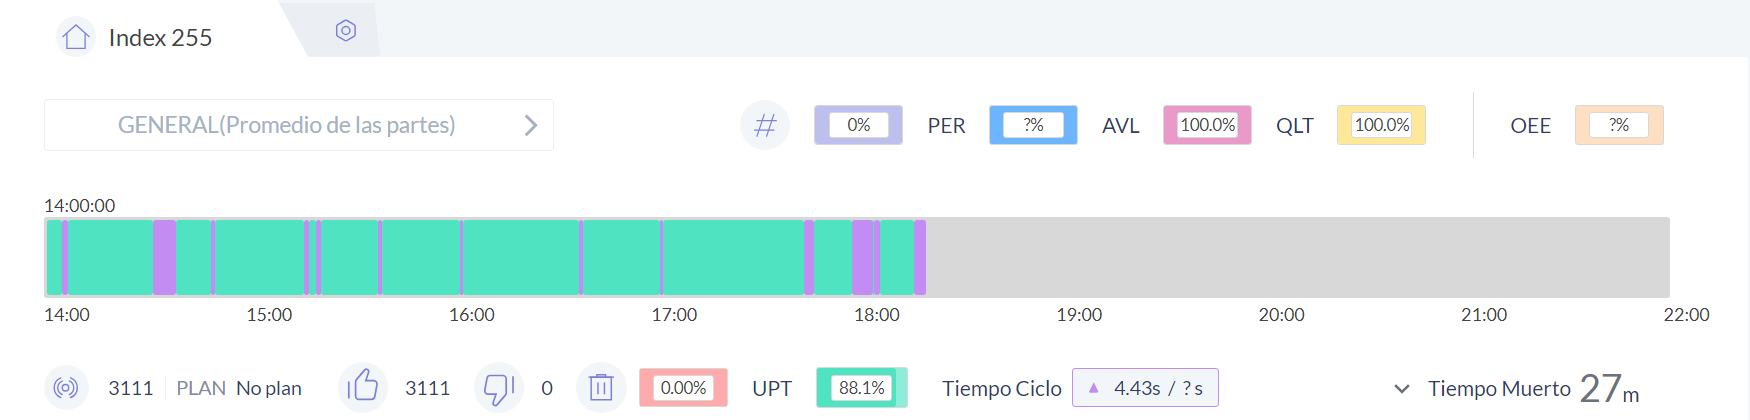 Index 255
GENERAL(Promedio de las partes)
# 0% PER ?% AVL 100.0% QLT 100.0% OEE ?%
14:00:00
14:00 15:00 16:00 17:00 18:00 19:00 20:00 21:00 22:00
3111 PLAN No plan 3111 0 0.00% UPT 88.1% Tiempo Ciclo ▲ 4.43s / ? s Tiempo Muerto 27m